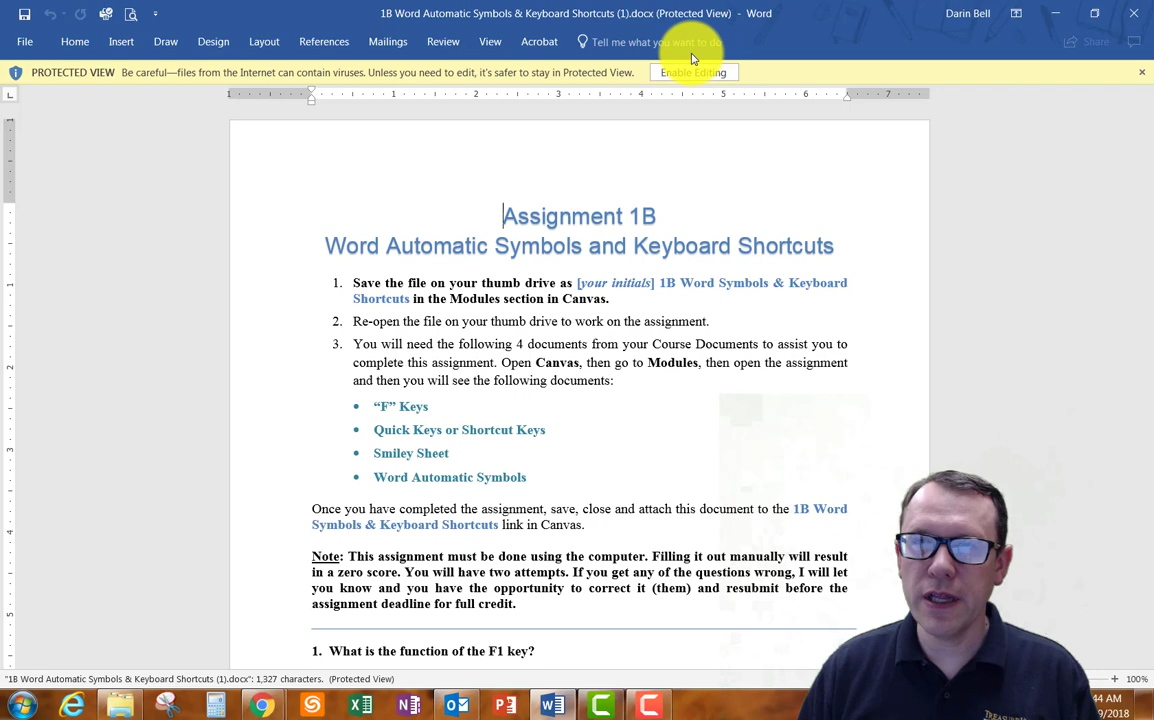 1B Word Automatic Symbols & Keyboard Shortcuts (1).docx (Protected View) - Word
Darin Bell
File Home Insert Draw Design Layout References Mailings Review View Acrobat Tell me what you want to do Share
PROTECTED VIEW Be careful—files from the Internet can contain viruses. Unless you need to edit, it's safer to stay in Protected View. Enable Editing
1 1 2 3 4 5 6 7
Assignment 1B
Word Automatic Symbols and Keyboard Shortcuts
1. Save the file on your thumb drive as [your initials] 1B Word Symbols & Keyboard
Shortcuts in the Modules section in Canvas.
2. Re-open the file on your thumb drive to work on the assignment.
3. You will need the following 4 documents from your Course Documents to assist you to
complete this assignment. Open Canvas, then go to Modules, then open the assignment
and then you will see the following documents:
• “F” Keys
• Quick Keys or Shortcut Keys
• Smiley Sheet
• Word Automatic Symbols
Once you have completed the assignment, save, close and attach this document to the 1B Word
Symbols & Keyboard Shortcuts link in Canvas.
Note: This assignment must be done using the computer. Filling it out manually will result
in a zero score. You will have two attempts. If you get any of the questions wrong, I will let
you know and you have the opportunity to correct it (them) and resubmit before the
assignment deadline for full credit.
1. What is the function of the F1 key?
"1B Word Automatic Symbols & Keyboard Shortcuts (1).docx": 1,327 characters. (Protected View)
100%
44 AM
9/2018